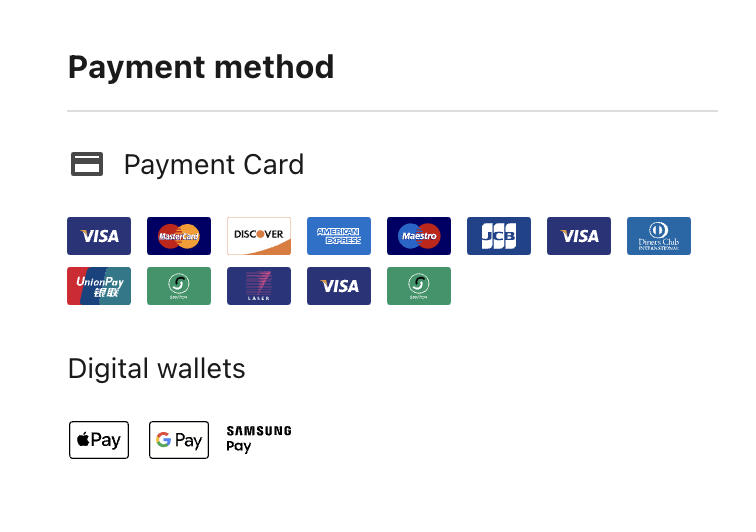 Payment method
Payment Card
VISA MasterCard DISCOVER AMERICAN EXPRESS Maestro JCB VISA Diners Club INTERNATIONAL
UnionPay 银联 Switch LASER VISA Switch
Digital wallets
Pay G Pay SAMSUNG Pay